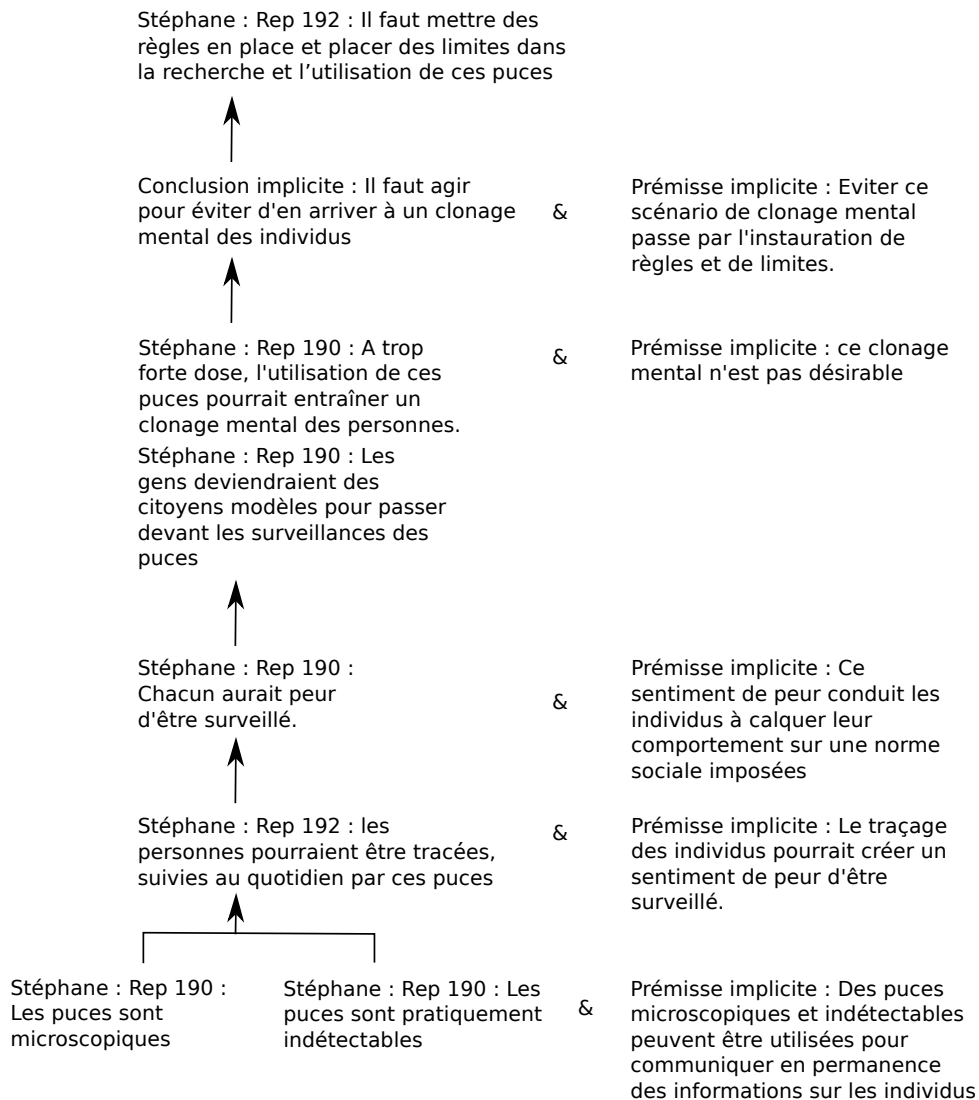 Stéphane : Rep 192 : Il faut mettre des
règles en place et placer des limites dans
la recherche et l’utilisation de ces puces
Conclusion implicite : Il faut agir
pour éviter d'en arriver à un clonage
mental des individus
&
Prémisse implicite : Eviter ce
scénario de clonage mental
passe par l'instauration de
règles et de limites.
Stéphane : Rep 190 : A trop
forte dose, l'utilisation de ces
puces pourrait entraîner un
clonage mental des personnes.
&
Prémisse implicite : ce clonage
mental n'est pas désirable
Stéphane : Rep 190 : Les
gens deviendraient des
citoyens modèles pour passer
devant les surveillances des
puces
Stéphane : Rep 190 :
Chacun aurait peur
d'être surveillé.
&
Prémisse implicite : Ce
sentiment de peur conduit les
individus à calquer leur
comportement sur une norme
sociale imposées
Stéphane : Rep 192 : les
personnes pourraient être tracées,
suivies au quotidien par ces puces
&
Prémisse implicite : Le traçage
des individus pourrait créer un
sentiment de peur d'être
surveillé.
Stéphane : Rep 190 :
Les puces sont
microscopiques
Stéphane : Rep 190 : Les
puces sont pratiquement
indétectables
&
Prémisse implicite : Des puces
microscopiques et indétectables
peuvent être utilisées pour
communiquer en permanence
des informations sur les individus